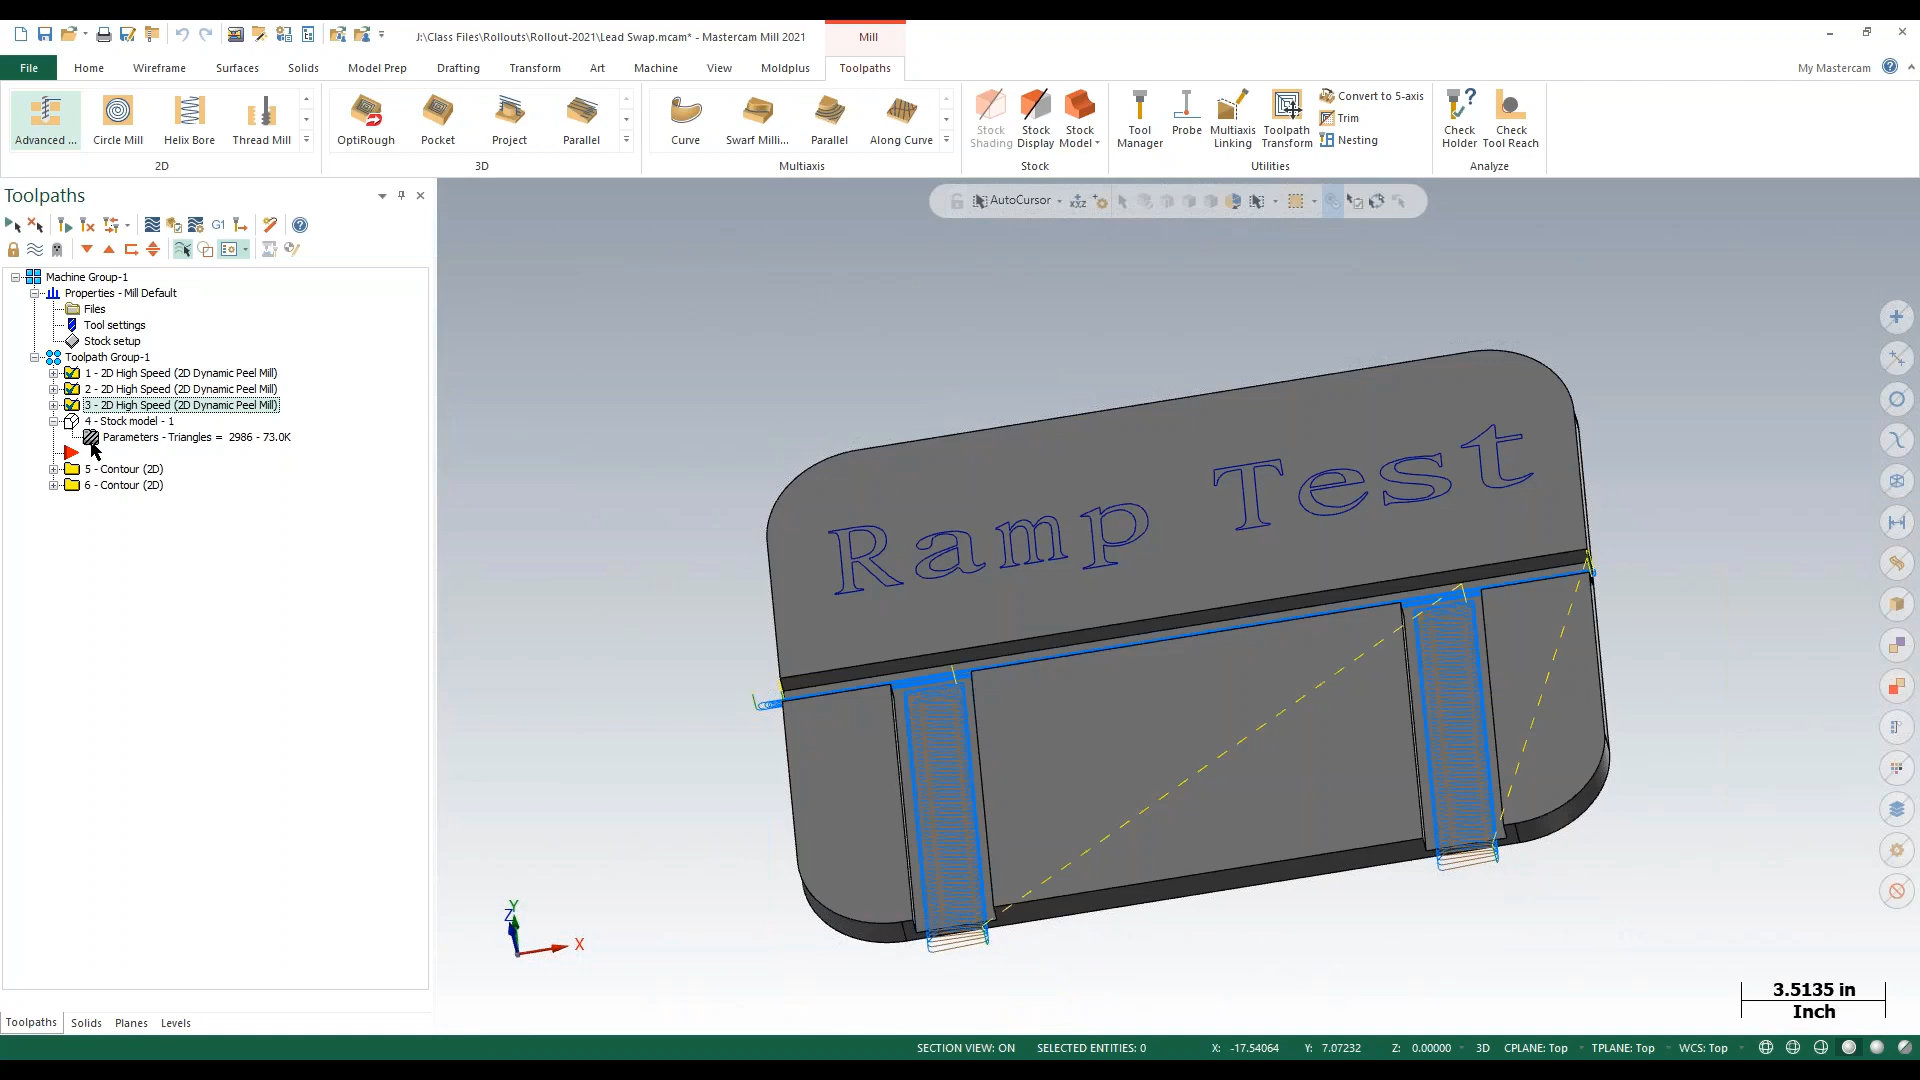 J:\Class Files\Rollouts\Rollout-2021\Lead Swap.mcam* - Mastercam Mill 2021
Mill
File Home Wireframe Surfaces Solids Model Prep Drafting Transform Art Machine View Moldplus Toolpaths My Mastercam
Advanced ... Circle Mill Helix Bore Thread Mill
2D
OptiRough Pocket Project Parallel
3D
Curve Swarf Milli... Parallel Along Curve
Multiaxis
Stock Shading Stock Display Stock Model
Stock
Tool Manager Probe Multiaxis Linking Toolpath Transform Convert to 5-axis Trim Nesting
Utilities
Check Holder Check Tool Reach
Analyze
Toolpaths
AutoCursor
G1
Machine Group-1
Properties - Mill Default
Files
Tool settings
Stock setup
Toolpath Group-1
1 - 2D High Speed (2D Dynamic Peel Mill)
2 - 2D High Speed (2D Dynamic Peel Mill)
3 - 2D High Speed (2D Dynamic Peel Mill)
4 - Stock model - 1
Parameters - Triangles = 2986 - 73.0K
5 - Contour (2D)
6 - Contour (2D)
Ramp Test
Z Y X
3.5135 in
Inch
Toolpaths Solids Planes Levels
SECTION VIEW: ON SELECTED ENTITIES: 0 X: -17.54064 Y: 7.07232 Z: 0.00000 3D CPLANE: Top TPLANE: Top WCS: Top